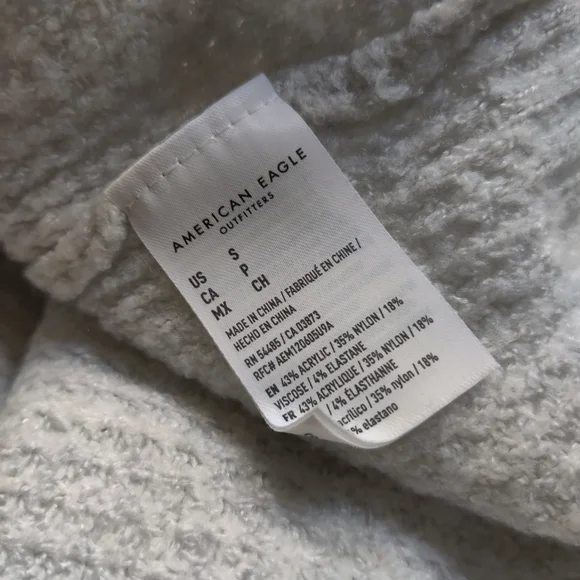 AMERICAN EAGLE
OUTFITTERS
US S
CA P
MX CH
MADE IN CHINA / FABRIQUÉ EN CHINE /
HECHO EN CHINA
RN 54485 / CA 03873
RFC# AEM120605U9A
EN 43% ACRYLIC / 35% NYLON / 18%
VISCOSE / 4% ELASTANE
FR 43% ACRYLIQUE / 35% NYLON / 18%
/ 4% ÉLASTHANNE
/ 35% nylon / 18%
% elastano